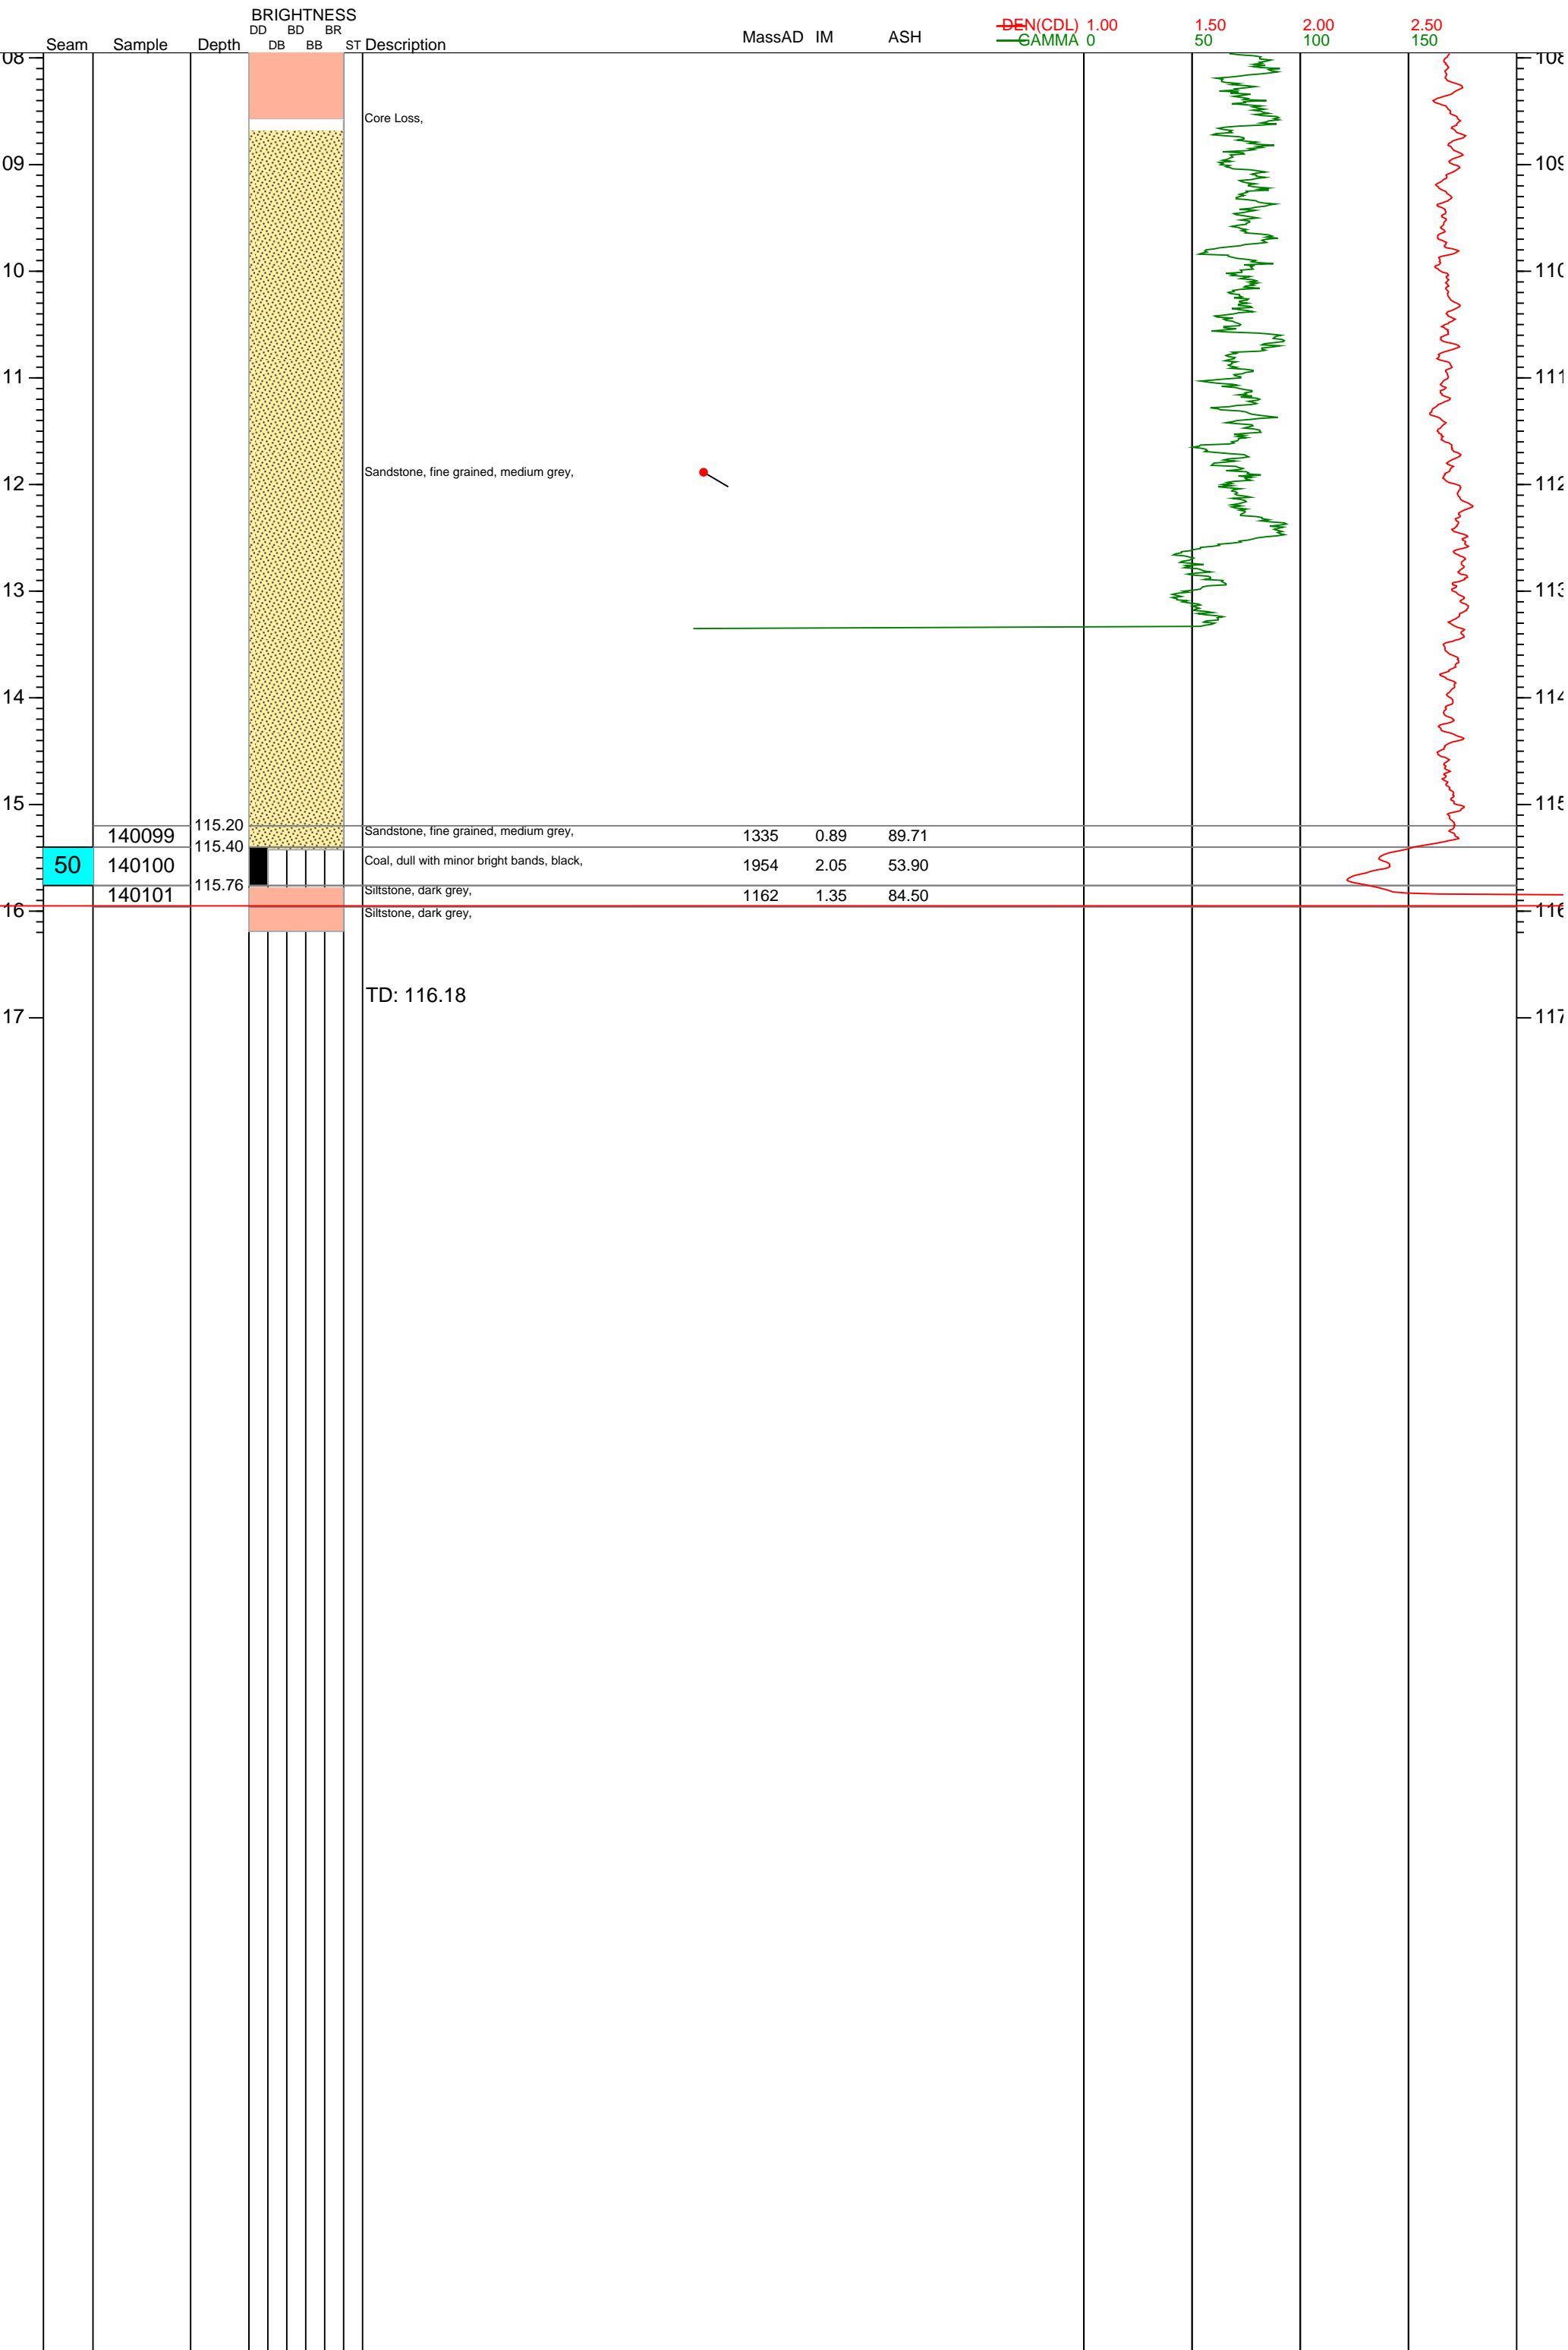 BRIGHTNESS
DD BD BR
DB BB
Seam Sample Depth ST Description MassAD IM ASH
DEN(CDL) 1.00 1.50 2.00 2.50
GAMMA 0 50 100 150
Core Loss,
09
10
11
Sandstone, fine grained, medium grey,
12
13
14
15
115.20
140099 Sandstone, fine grained, medium grey, 1335 0.89 89.71
115.40
50 140100 Coal, dull with minor bright bands, black, 1954 2.05 53.90
115.76
140101 Siltstone, dark grey, 1162 1.35 84.50
16 Siltstone, dark grey,
TD: 116.18
17
111